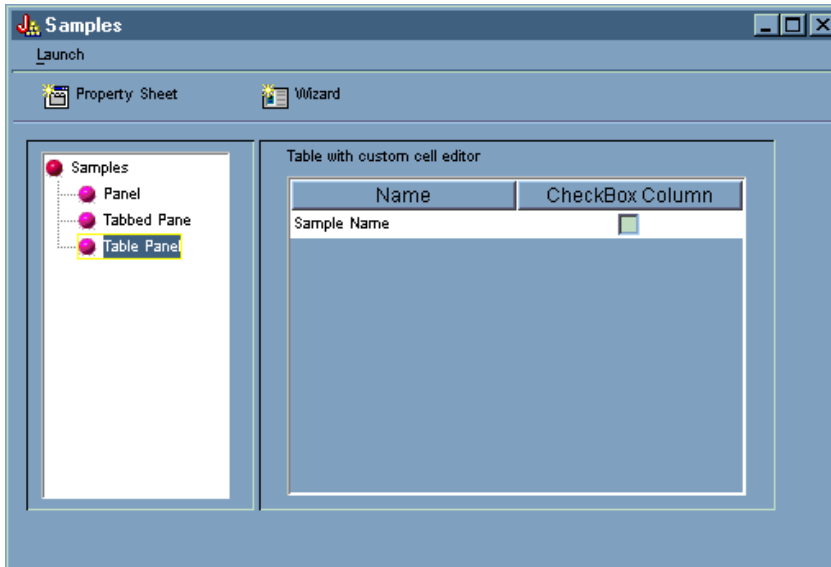 Samples
Launch
Property Sheet
Wizard
Samples
Panel
Tabbed Pane
Table Panel
Table with custom cell editor
Name CheckBox Column
Sample Name